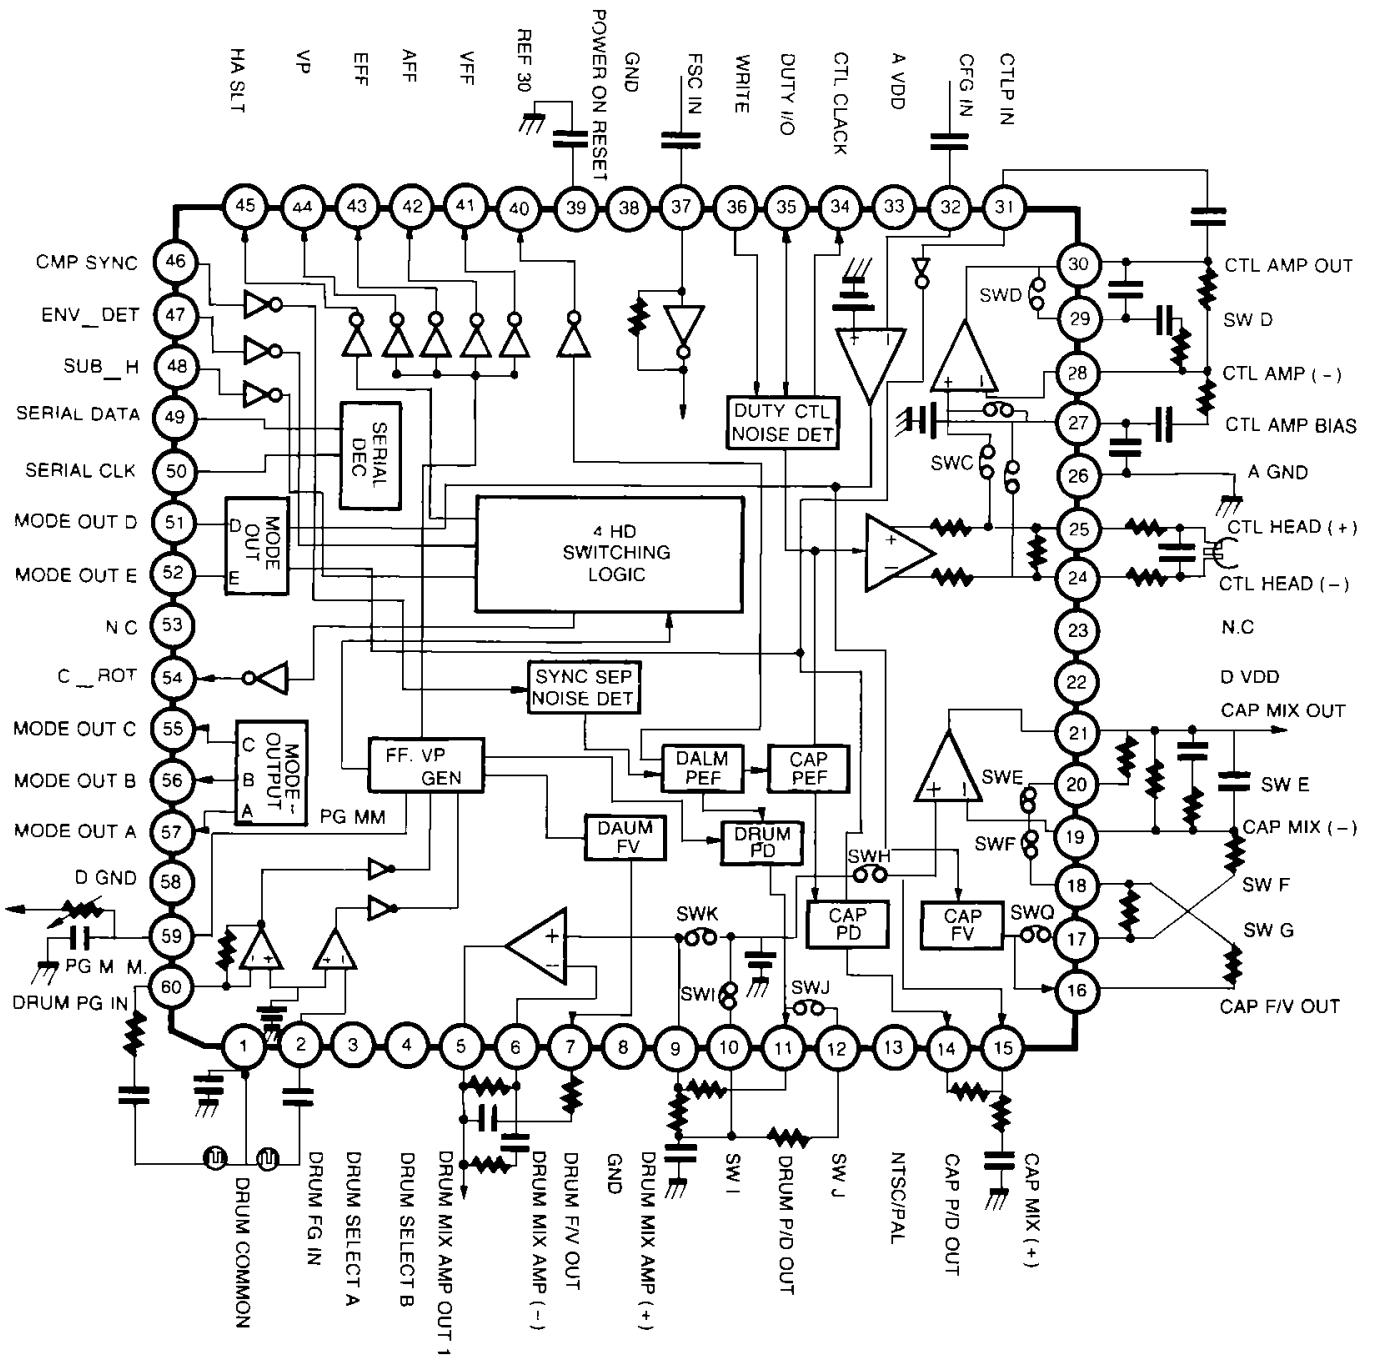 HA SLT
VP
EFF
AFF
VFF
REF 30
POWER ON RESET
GND
FSC IN
WRITE
DUTY I/O
CTL CLACK
A VDD
CFG IN
CTLP IN
45
44
43
42
41
40
39
38
37
36
35
34
33
32
31
CMP SYNC
46
ENV_DET
47
SUB_H
48
SERIAL DATA
49
SERIAL CLK
50
MODE OUT D
51
MODE OUT E
52
N C
53
C_ROT
54
MODE OUT C
55
MODE OUT B
56
MODE OUT A
57
D GND
58
59
PG M M.
DRUM PG IN
60
30
CTL AMP OUT
29
SW D
28
CTL AMP (-)
27
CTL AMP BIAS
26
A GND
25
CTL HEAD (+)
24
CTL HEAD (-)
23
N.C
22
D VDD
21
CAP MIX OUT
20
SW E
19
CAP MIX (-)
18
SW F
17
SW G
16
CAP F/V OUT
SERIAL
DEC
D
MODE
OUT
E
4 HD
SWITCHING
LOGIC
DUTY CTL
NOISE DET
SWD
+
-
SWC
+
-
+
-
SYNC SEP
NOISE DET
C
B
A
MODE-
OUTPUT
FF. VP
GEN
PG MM
DALM
PEF
CAP
PEF
DAUM
FV
DRUM
PD
SWH
CAP
PD
CAP
FV
SWQ
SWE
SWF
+
-
SWK
SWI
SWJ
+
-
-
+
-
+
1
2
3
4
5
6
7
8
9
10
11
12
13
14
15
DRUM COMMON
DRUM FG IN
DRUM SELECT A
DRUM SELECT B
DRUM MIX AMP OUT 1
DRUM MIX AMP (-)
DRUM F/V OUT
GND
DRUM MIX AMP (+)
SW I
DRUM P/D OUT
SW J
NTSC/PAL
CAP P/D OUT
CAP MIX (+)